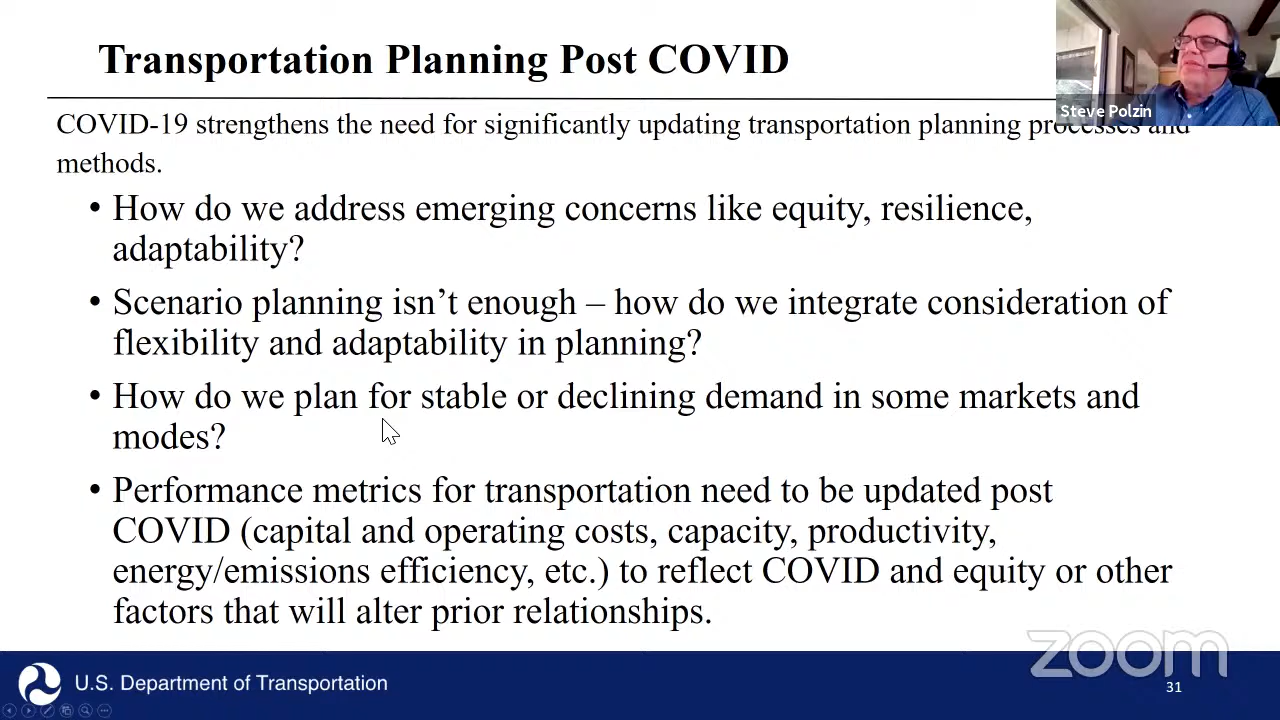 Transportation Planning Post COVID
Steve Polzin
COVID-19 strengthens the need for significantly updating transportation planning processes and
methods.
• How do we address emerging concerns like equity, resilience,
adaptability?
• Scenario planning isn’t enough – how do we integrate consideration of
flexibility and adaptability in planning?
• How do we plan for stable or declining demand in some markets and
modes?
• Performance metrics for transportation need to be updated post
COVID (capital and operating costs, capacity, productivity,
energy/emissions efficiency, etc.) to reflect COVID and equity or other
factors that will alter prior relationships.
zoom
U.S. Department of Transportation
31